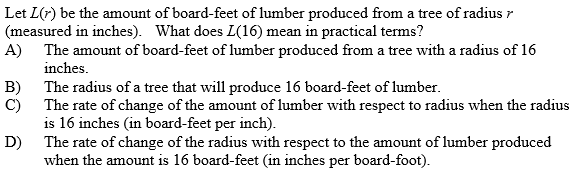 Let L(r) be the amount of board-feet of lumber produced from a tree of radius r
(measured in inches). What does L(16) mean in practical terms?
A) The amount of board-feet of lumber produced from a tree with a radius of 16
inches.
B) The radius of a tree that will produce 16 board-feet of lumber.
C) The rate of change of the amount of lumber with respect to radius when the radius
is 16 inches (in board-feet per inch).
D) The rate of change of the radius with respect to the amount of lumber produced
when the amount is 16 board-feet (in inches per board-foot).